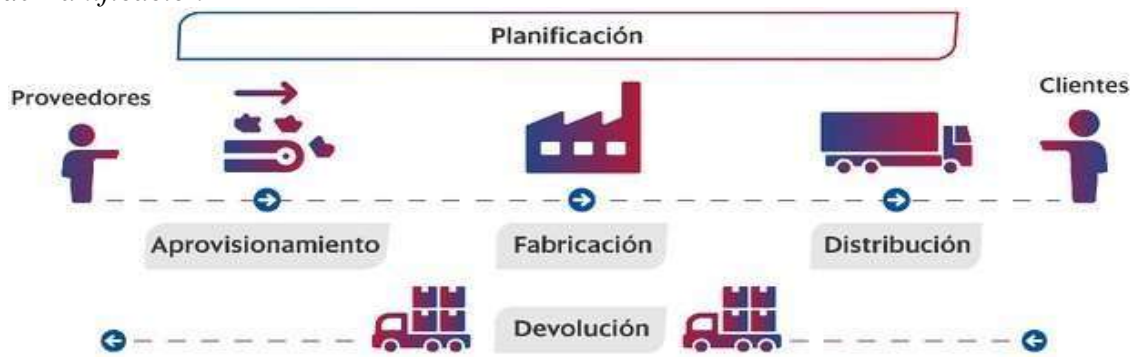 Planificación
Proveedores
Clientes
Aprovisionamiento
Fabricación
Distribución
Devolución